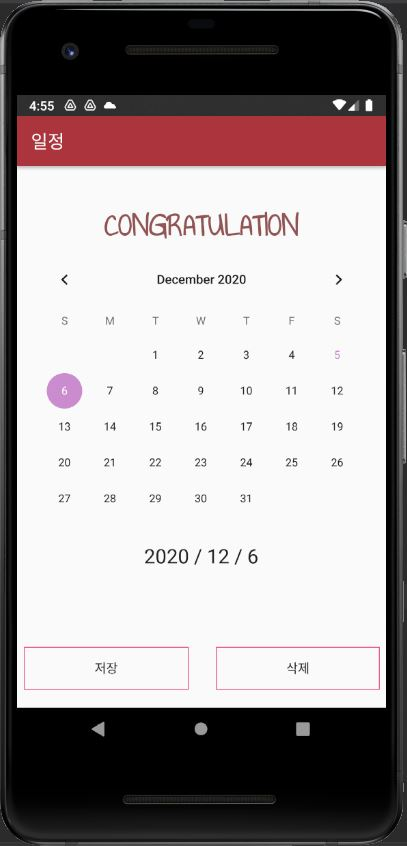 4:55
일정
CONGRATULATION
December 2020
S M T W T F S
1 2 3 4 5
6 7 8 9 10 11 12
13 14 15 16 17 18 19
20 21 22 23 24 25 26
27 28 29 30 31
2020 / 12 / 6
저장 삭제